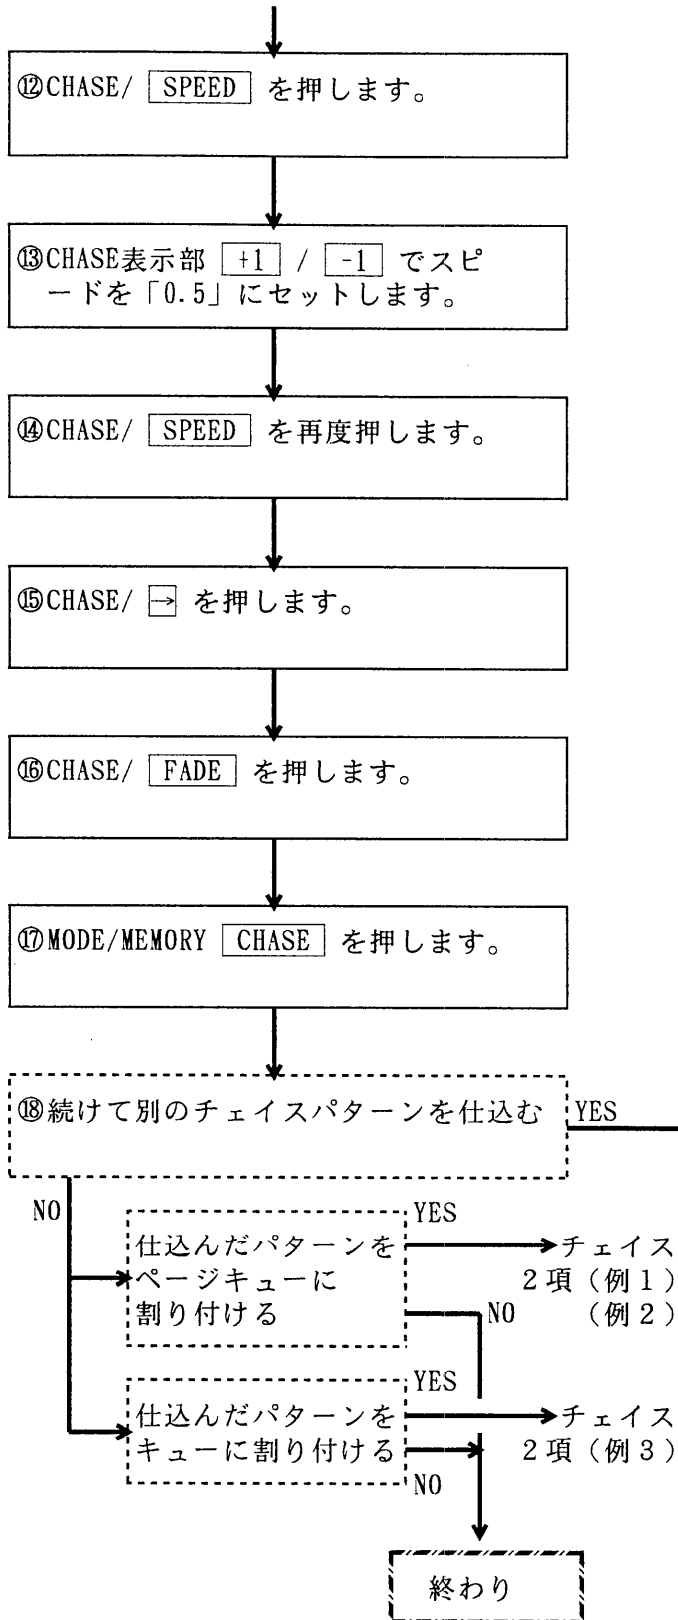 ⑫CHASE/ SPEED を押します。
⑬CHASE表示部 +1 / -1 でスピ
ードを「0.5」にセットします。
⑭CHASE/ SPEED を再度押します。
⑮CHASE/ → を押します。
⑯CHASE/ FADE を押します。
⑰MODE/MEMORY CHASE を押します。
⑱続けて別のチェイスパターンを仕込む
YES
NO
仕込んだパターンを
ページキューに
割り付ける
YES
チェイス
2項(例1)
(例2)
NO
仕込んだパターンを
キューに割り付ける
YES
チェイス
2項(例3)
NO
終わり